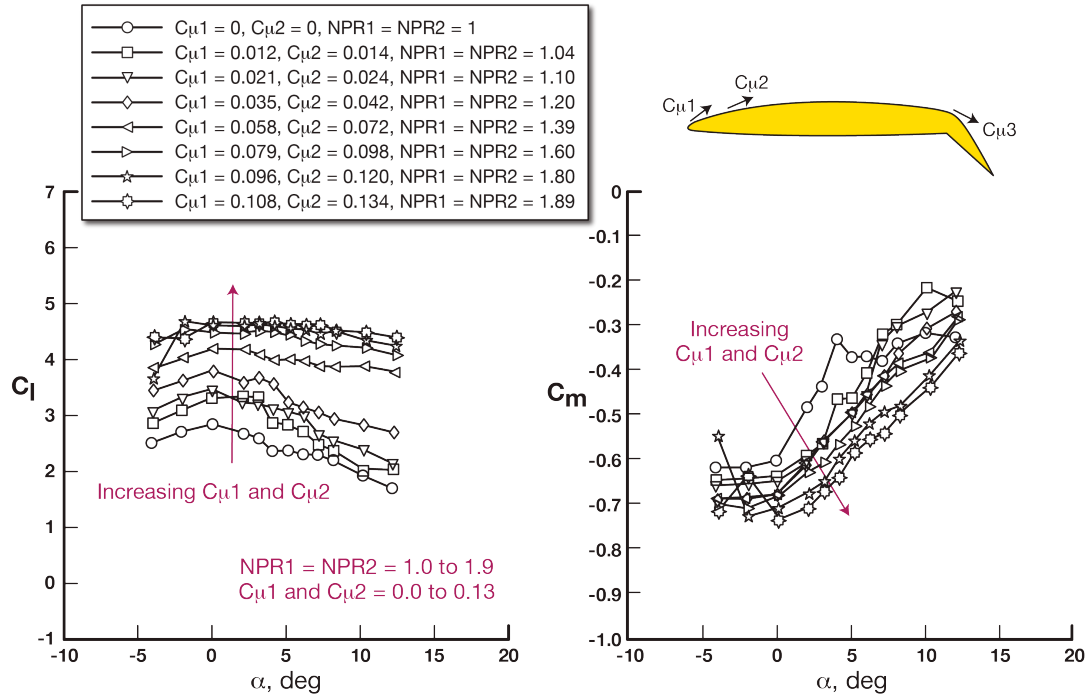 Cμ1 = 0, Cμ2 = 0, NPR1 = NPR2 = 1
Cμ1 = 0.012, Cμ2 = 0.014, NPR1 = NPR2 = 1.04
Cμ1 = 0.021, Cμ2 = 0.024, NPR1 = NPR2 = 1.10
Cμ1 = 0.035, Cμ2 = 0.042, NPR1 = NPR2 = 1.20
Cμ1 = 0.058, Cμ2 = 0.072, NPR1 = NPR2 = 1.39
Cμ1 = 0.079, Cμ2 = 0.098, NPR1 = NPR2 = 1.60
Cμ1 = 0.096, Cμ2 = 0.120, NPR1 = NPR2 = 1.80
Cμ1 = 0.108, Cμ2 = 0.134, NPR1 = NPR2 = 1.89
Cμ1
Cμ2
Cμ3
7
6
5
4
3
2
1
0
-1
Cl
Increasing Cμ1 and Cμ2
NPR1 = NPR2 = 1.0 to 1.9
Cμ1 and Cμ2 = 0.0 to 0.13
-10
-5
0
5
10
15
20
α, deg
0
-0.1
-0.2
-0.3
-0.4
-0.5
-0.6
-0.7
-0.8
-0.9
-1.0
Cm
Increasing
Cμ1 and Cμ2
-10
-5
0
5
10
15
20
α, deg